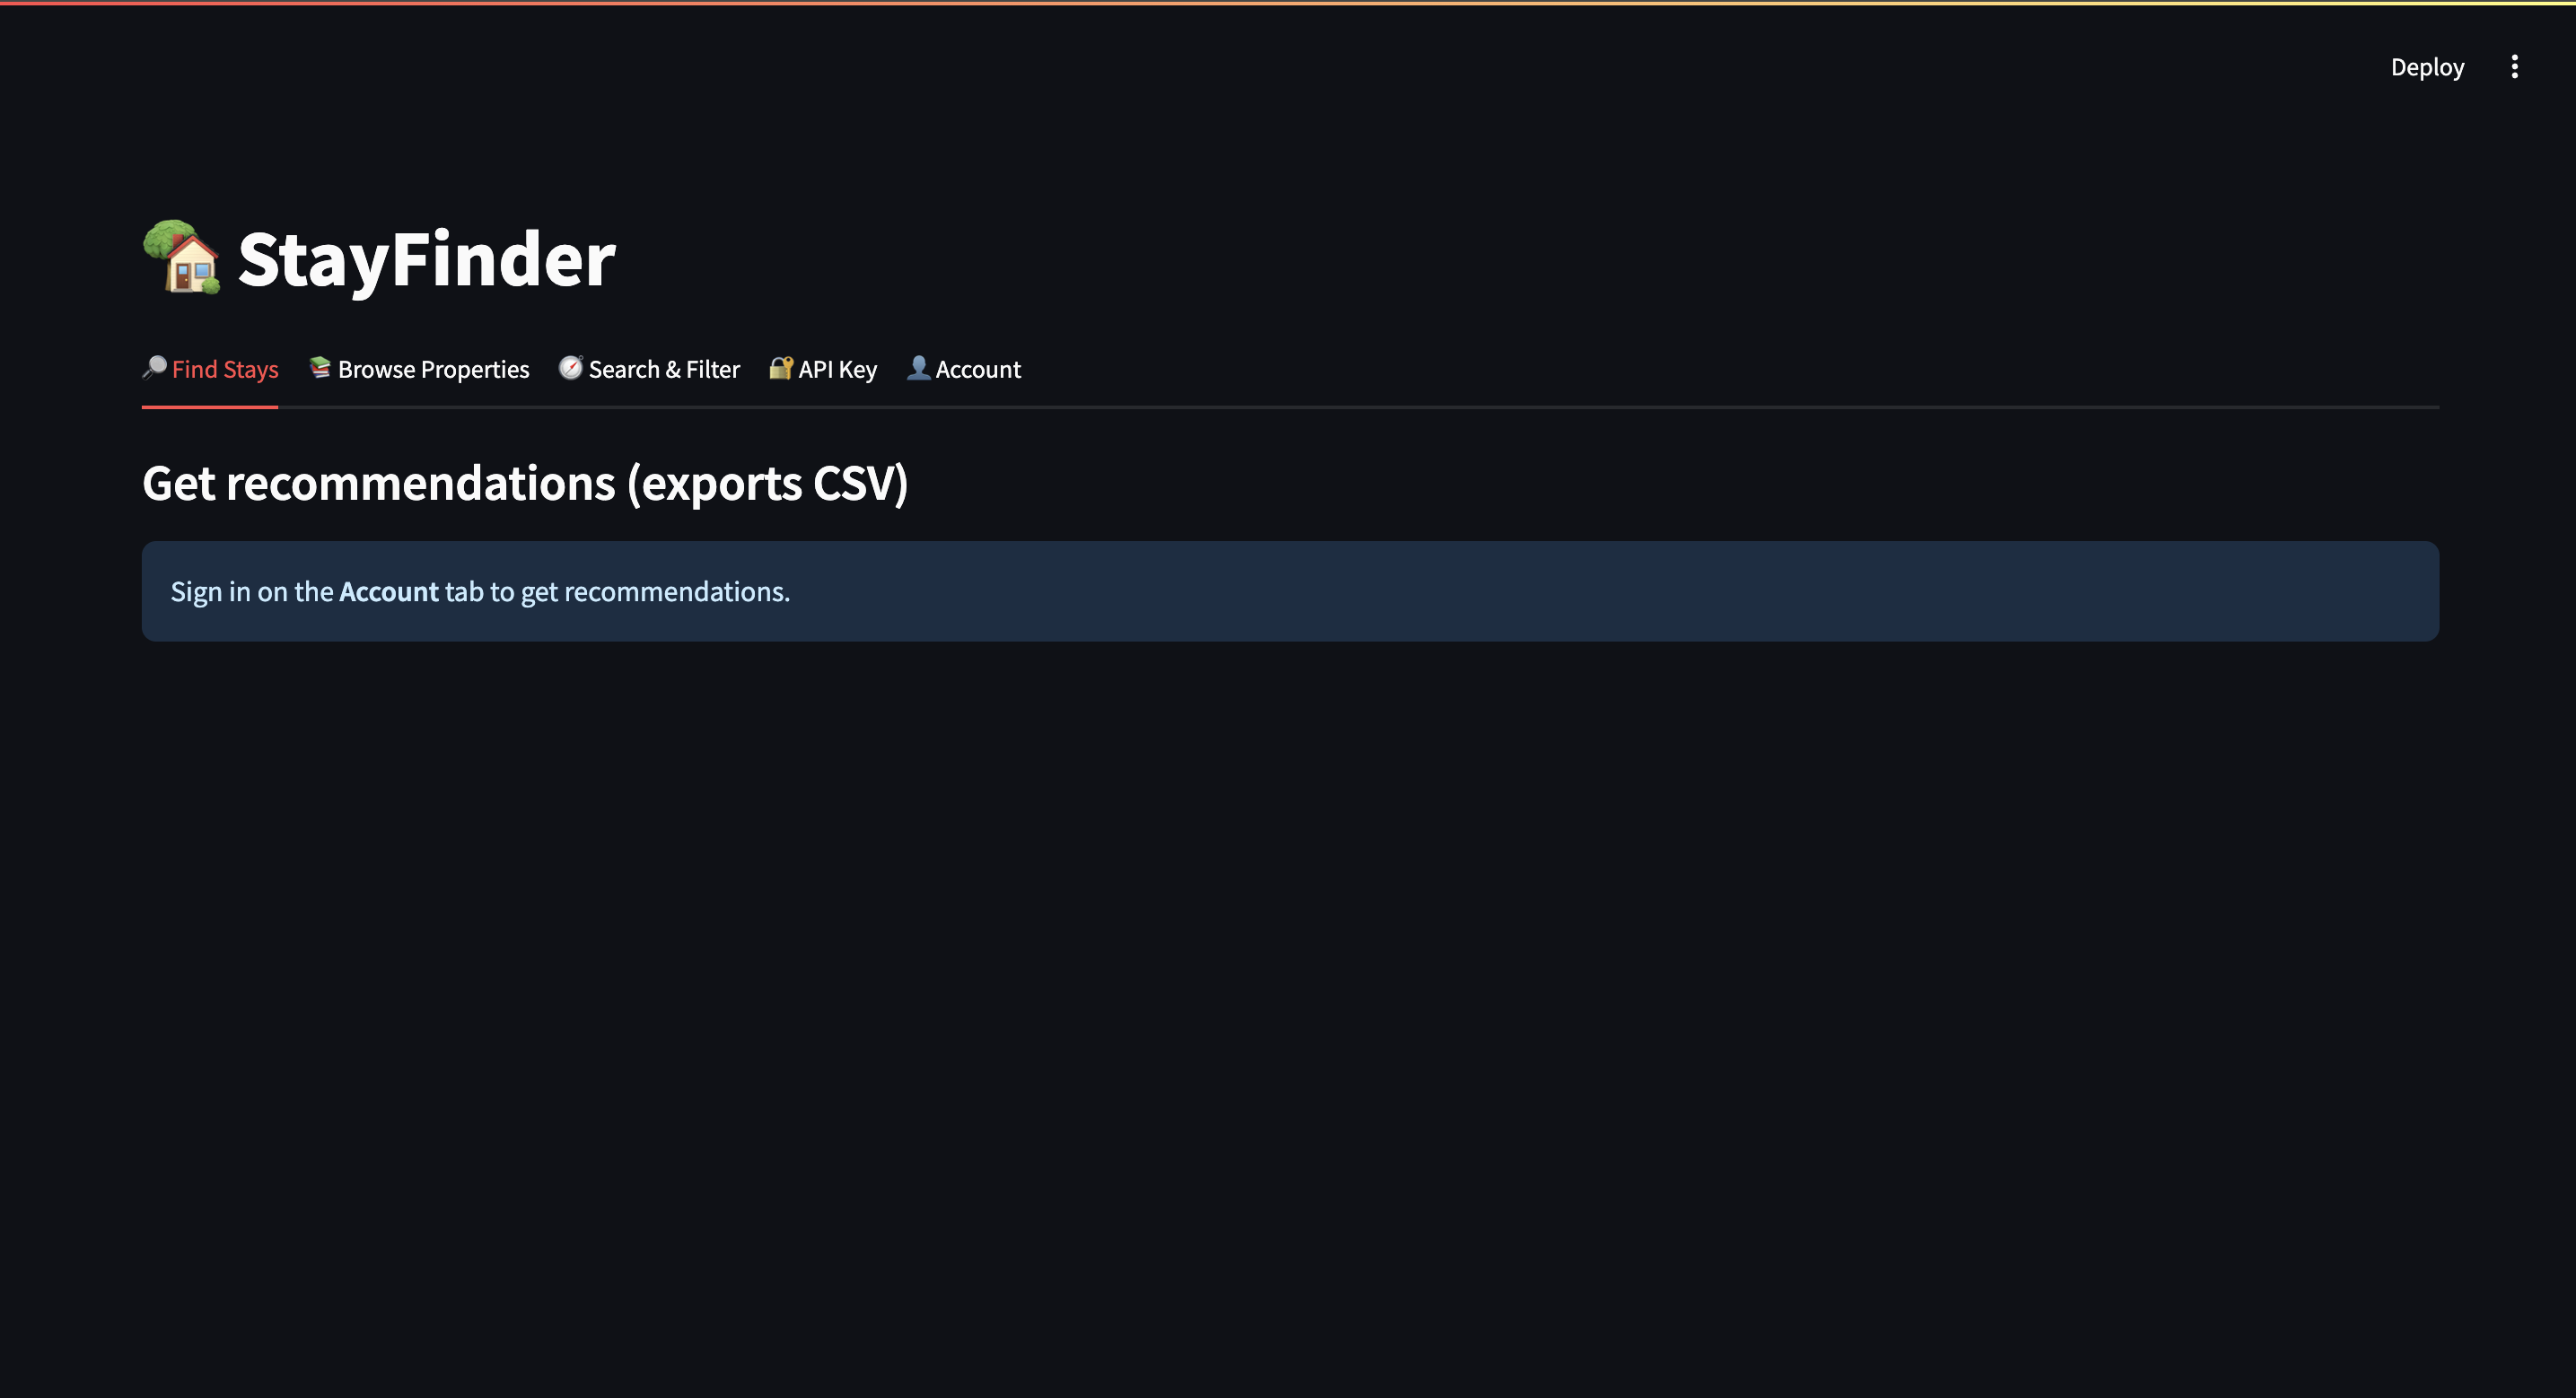 Deploy
StayFinder
Find Stays Browse Properties Search & Filter API Key Account
Get recommendations (exports CSV)
Sign in on the Account tab to get recommendations.